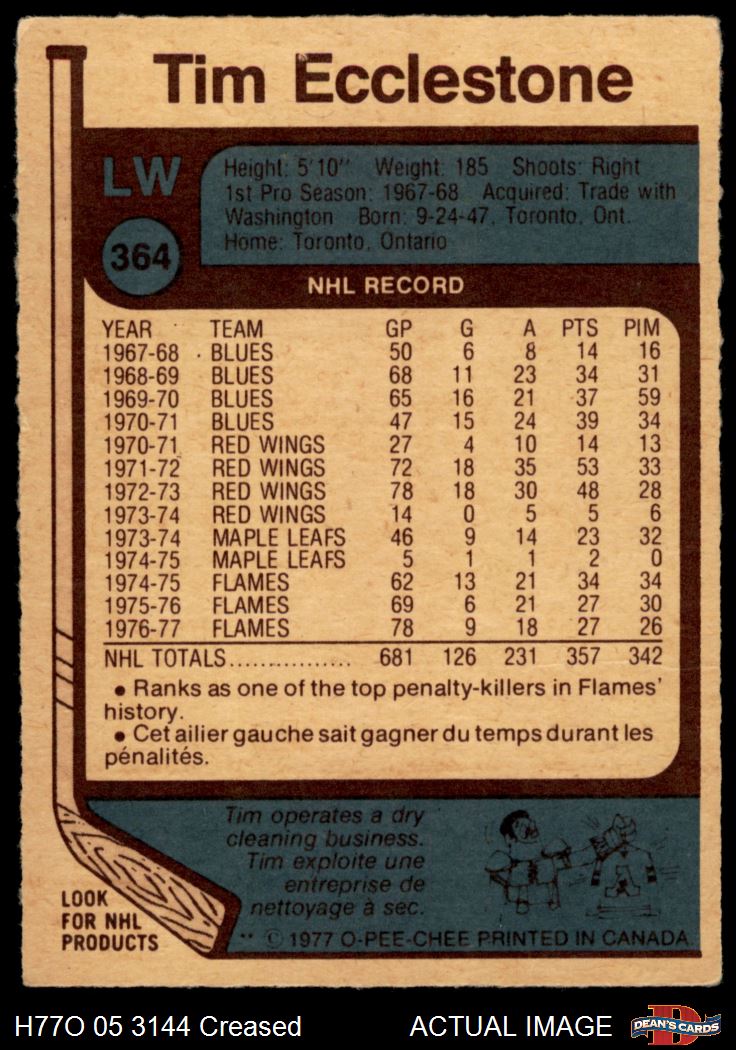 Tim Ecclestone
LW
Height: 5'10" Weight: 185 Shoots: Right
1st Pro Season: 1967-68 Acquired: Trade with
Washington Born: 9-24-47, Toronto, Ont.
Home: Toronto, Ontario
364
NHL RECORD
YEAR TEAM GP G A PTS PIM
1967-68 BLUES 50 6 8 14 16
1968-69 BLUES 68 11 23 34 31
1969-70 BLUES 65 16 21 37 59
1970-71 BLUES 47 15 24 39 34
1970-71 RED WINGS 27 4 10 14 13
1971-72 RED WINGS 72 18 35 53 33
1972-73 RED WINGS 78 18 30 48 28
1973-74 RED WINGS 14 0 5 5 6
1973-74 MAPLE LEAFS 46 9 14 23 32
1974-75 MAPLE LEAFS 5 1 1 2 0
1974-75 FLAMES 62 13 21 34 34
1975-76 FLAMES 69 6 21 27 30
1976-77 FLAMES 78 9 18 27 26
NHL TOTALS................ 681 126 231 357 342
• Ranks as one of the top penalty-killers in Flames'
history.
• Cet ailier gauche sait gagner du temps durant les
pénalités.
Tim operates a dry
cleaning business.
Tim exploite une
entreprise de
nettoyage à sec.
A
LOOK
FOR NHL
PRODUCTS
** © 1977 O-PEE-CHEE PRINTED IN CANADA
H77O 05 3144 Creased
ACTUAL IMAGE
D
DEAN'S CARDS